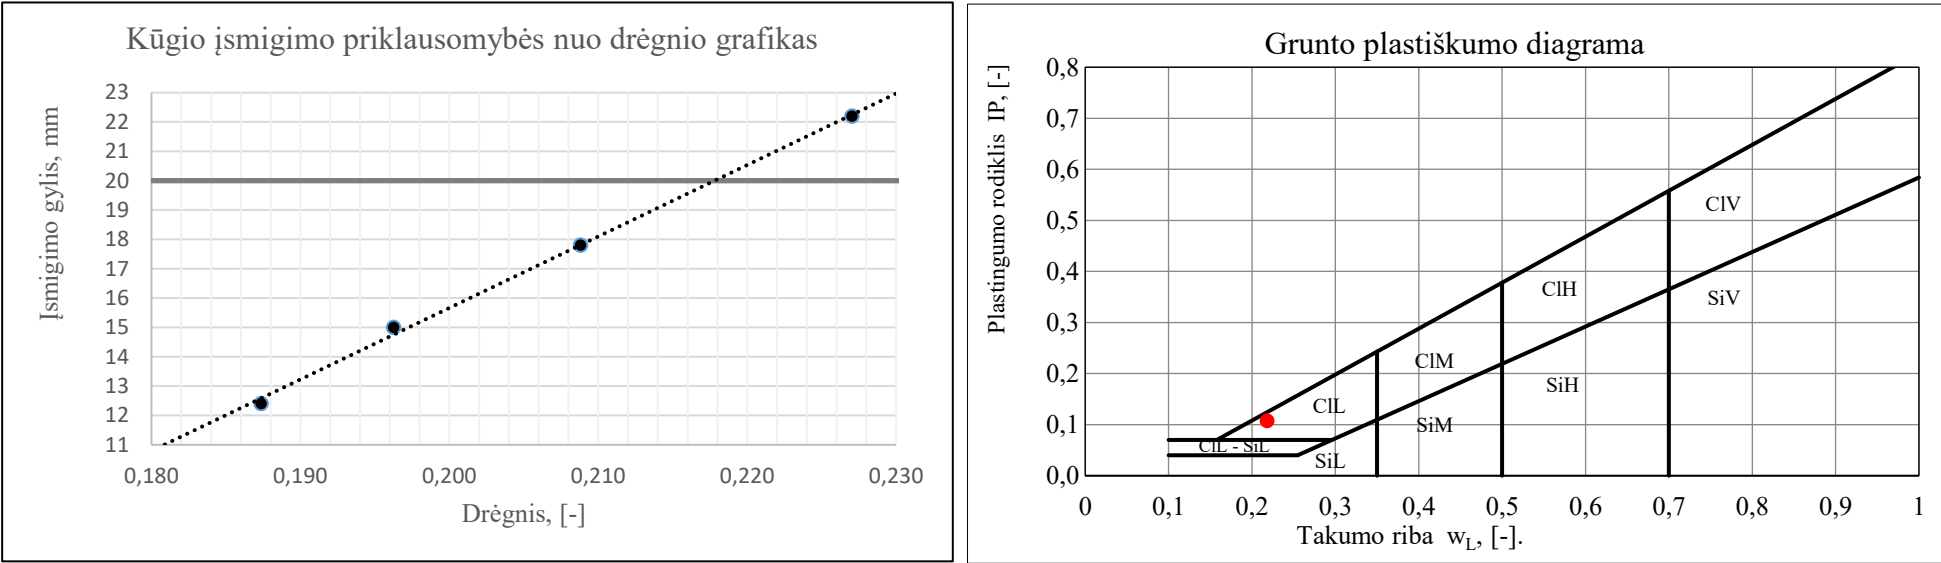 Kūgio įsmigimo priklausomybės nuo drėgnio grafikas
Įsmigimo gylis, mm
23
22
21
20
19
18
17
16
15
14
13
12
11
0,180 0,190 0,200 0,210 0,220 0,230
Drėgnis, [-]
Grunto plastiškumo diagrama
Plastingumo rodiklis IP, [-]
0,8
0,7
0,6
0,5
0,4
0,3
0,2
0,1
0,0
ClV
ClH
SiV
ClM
SiH
ClL
SiM
ClL - SiL
SiL
0 0,1 0,2 0,3 0,4 0,5 0,6 0,7 0,8 0,9 1
Takumo riba w_L, [-].